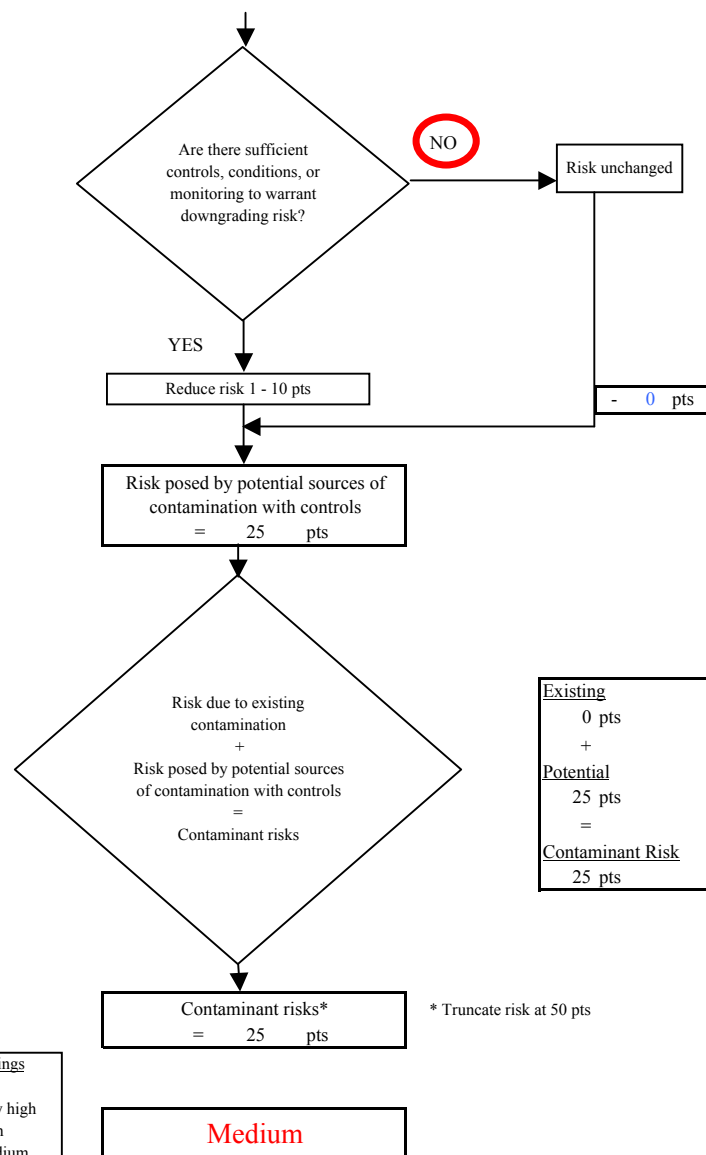 Are there sufficient
controls, conditions, or
monitoring to warrant
downgrading risk?
NO
Risk unchanged
YES
Reduce risk 1 - 10 pts
- 0 pts
Risk posed by potential sources of
contamination with controls
= 25 pts
Risk due to existing
contamination
+
Risk posed by potential sources
of contamination with controls
=
Contaminant risks
Existing
0 pts
+
Potential
25 pts
=
Contaminant Risk
25 pts
Contaminant risks*
= 25 pts
* Truncate risk at 50 pts
high
Medium